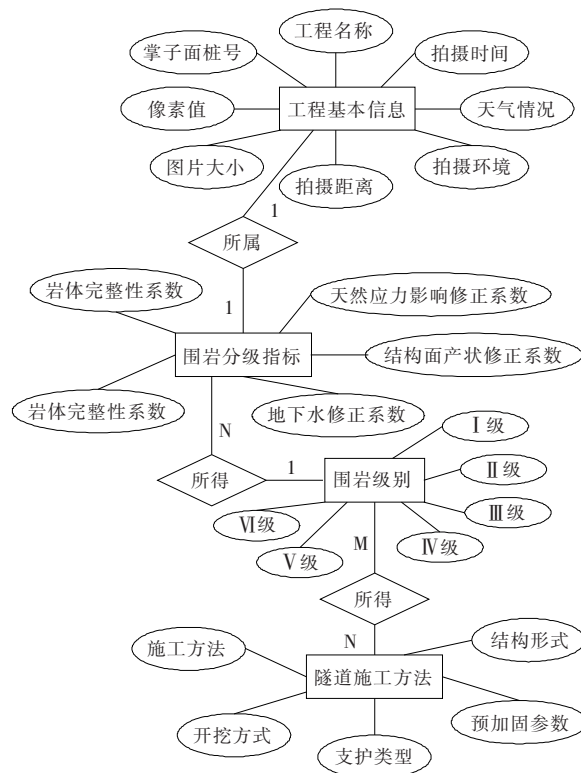 工程名称
掌子面桩号
拍摄时间
像素值
工程基本信息
天气情况
图片大小
拍摄距离
拍摄环境
1
所属
1
岩体完整性系数
天然应力影响修正系数
围岩分级指标
结构面产状修正系数
岩体完整性系数
地下水修正系数
N
所得
1
围岩级别
Ⅰ级
Ⅱ级
Ⅲ级
Ⅳ级
Ⅴ级
Ⅵ级
M
所得
N
施工方法
结构形式
隧道施工方法
开挖方式
支护类型
预加固参数